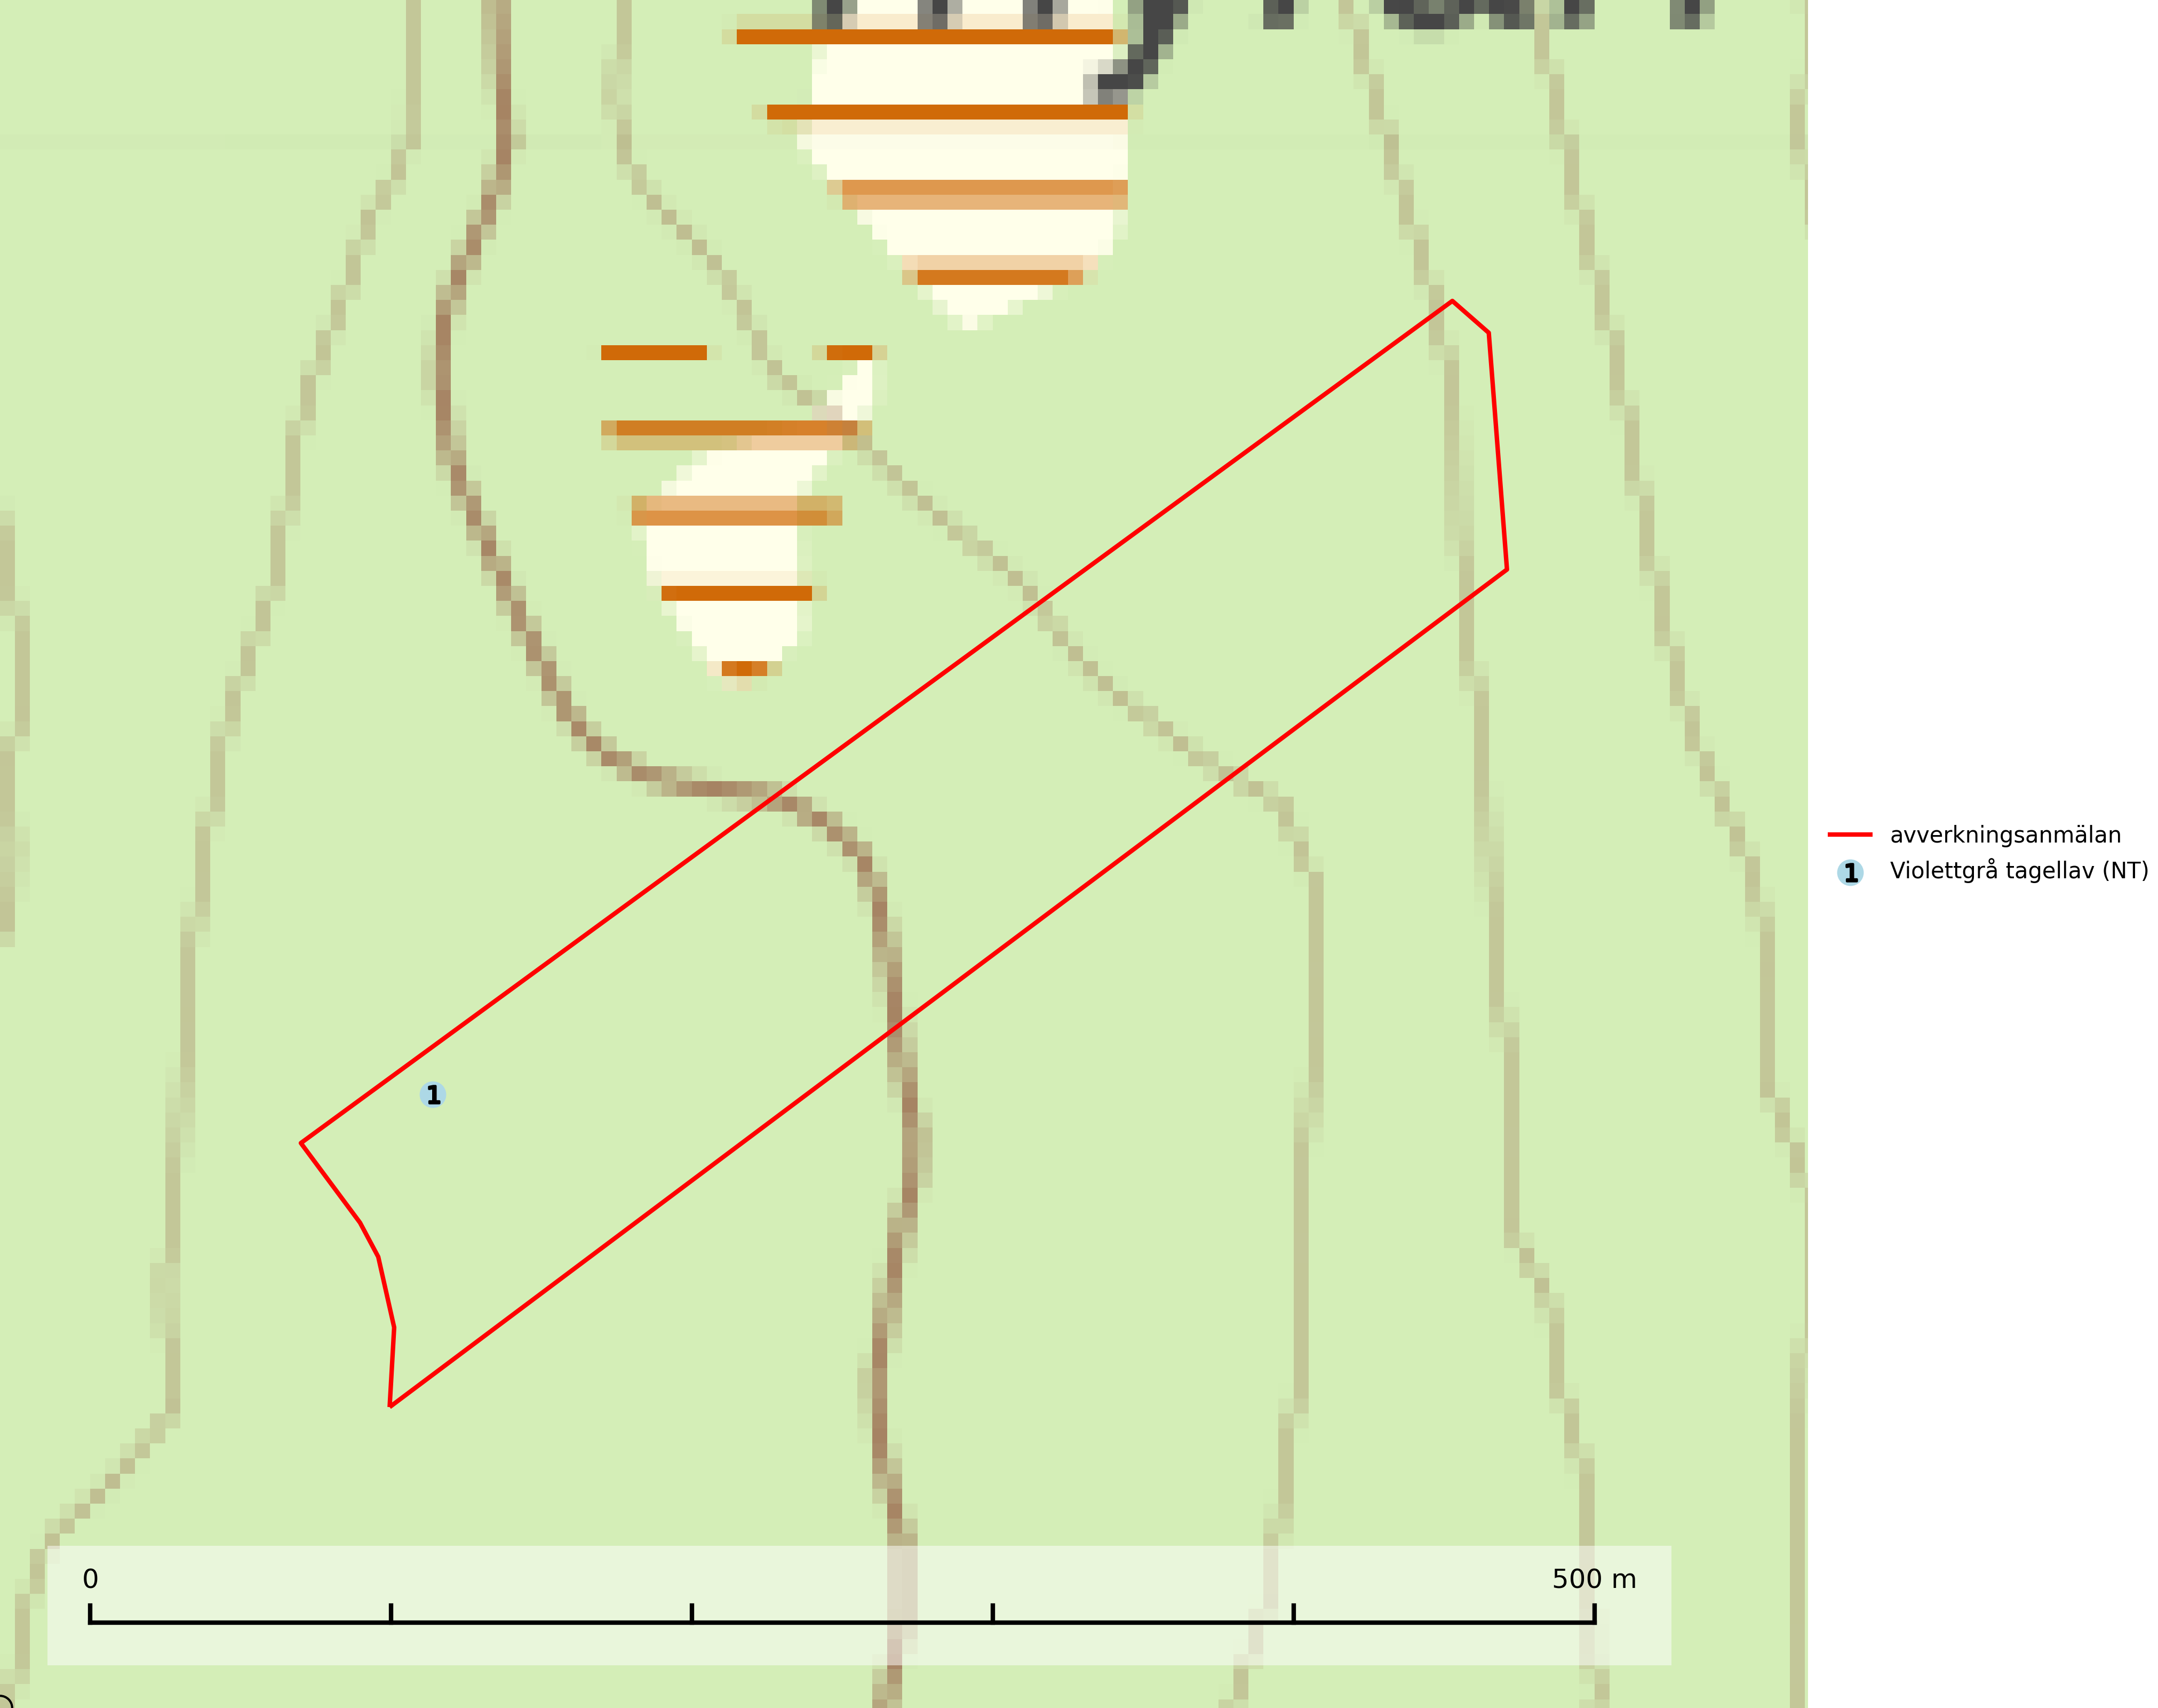 avverkningsanmälan
1 Violettgrå tagellav (NT)
1
0 500 m